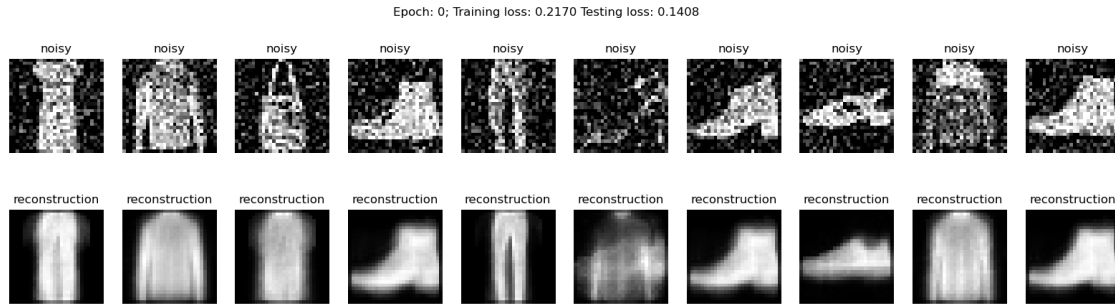 Epoch: 0; Training loss: 0.2170 Testing loss: 0.1408
noisy noisy noisy noisy noisy noisy noisy noisy noisy noisy
reconstruction reconstruction reconstruction reconstruction reconstruction reconstruction reconstruction reconstruction reconstruction reconstruction